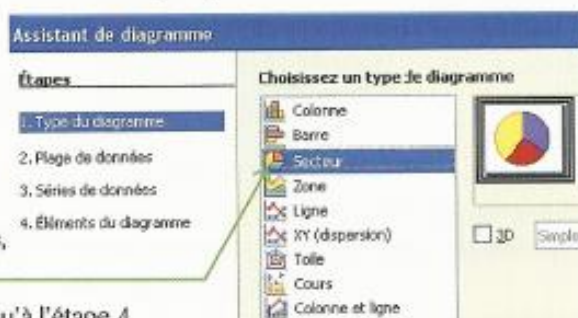 Assistant de diagramme
Étapes
1. Type du diagramme
2. Plage de données
3. Séries de données
4. Éléments du diagramme
Choisissez un type de diagramme
Colonne
Barre
Secteur
Zone
Ligne
XY (dispersion)
Toile
Cours
Colonne et ligne
3D
Simple
s,
u'à l'étape 4